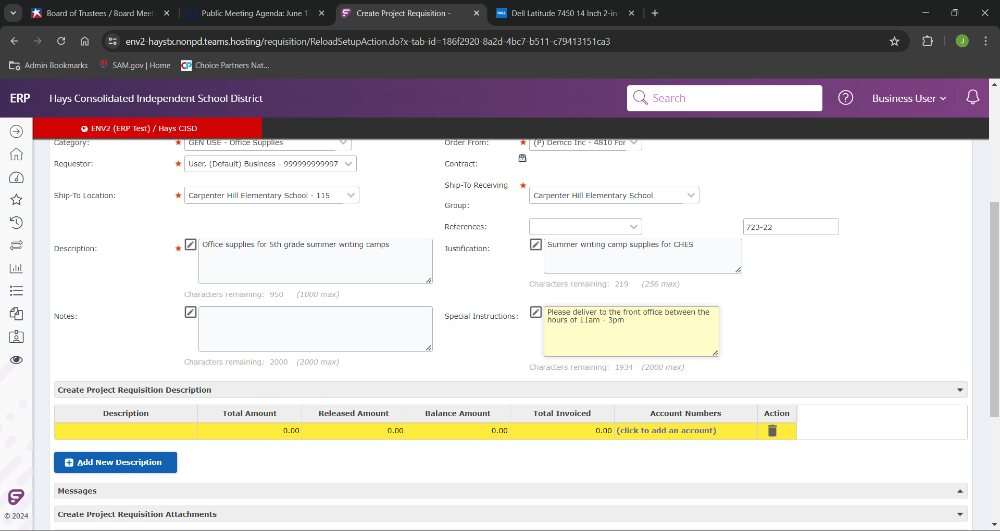 Board of Trustees / Board Meeti
Public Meeting Agenda: June 17
Create Project Requisition -
DELL
Dell Latitude 7450 14 Inch 2-in-
env2-haystx.nonpd.teams.hosting/requisition/ReloadSetupAction.do?x-tab-id=186f2920-8a2d-4bc7-b511-c79413151ca3
J
Admin Bookmarks
SAM.gov | Home
CP
Choice Partners Nat...
ERP
Hays Consolidated Independent School District
Search
?
Business User
ENV2 (ERP Test) / Hays CISD
Category:
GEN USE - Office Supplies
Order From:
(P) Demco Inc - 4810 For
Requestor:
User, (Default) Business - 999999999997
Contract:
Ship-To Location:
Carpenter Hill Elementary School - 115
Ship-To Receiving
Group:
Carpenter Hill Elementary School
References:
723-22
Description:
Office supplies for 5th grade summer writing camps
Justification:
Summer writing camp supplies for CHES
Characters remaining: 219 (256 max)
Characters remaining: 950 (1000 max)
Notes:
Special Instructions:
Please deliver to the front office between the
hours of 11am - 3pm
Characters remaining: 2000 (2000 max)
Characters remaining: 1934 (2000 max)
Create Project Requisition Description
Description Total Amount Released Amount Balance Amount Total Invoiced Account Numbers Action
0.00 0.00 0.00 0.00 (click to add an account)
Add New Description
Messages
Create Project Requisition Attachments
© 2024